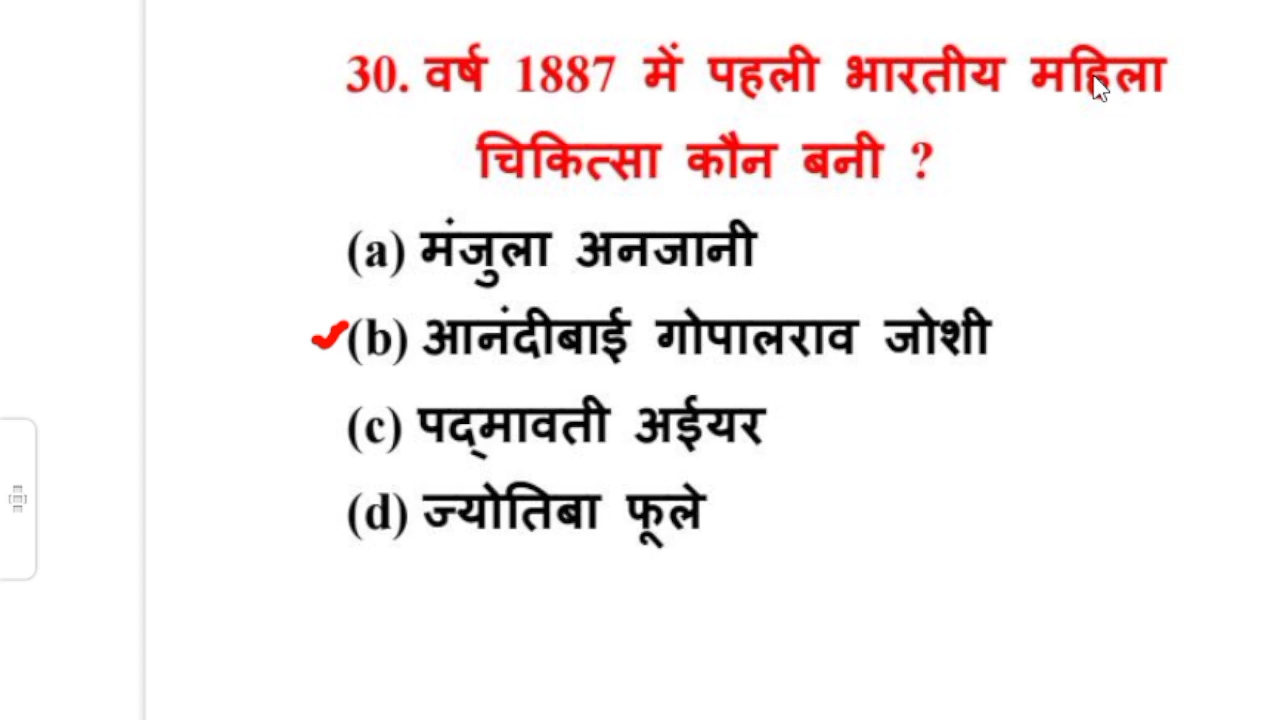 30. वर्ष 1887 में पहली भारतीय महिला
चिकित्सा कौन बनी ?
(a) मंजुला अनजानी
(b) आनंदीबाई गोपालराव जोशी
(c) पद्‌मावती अईयर
(d) ज्योतिबा फूले